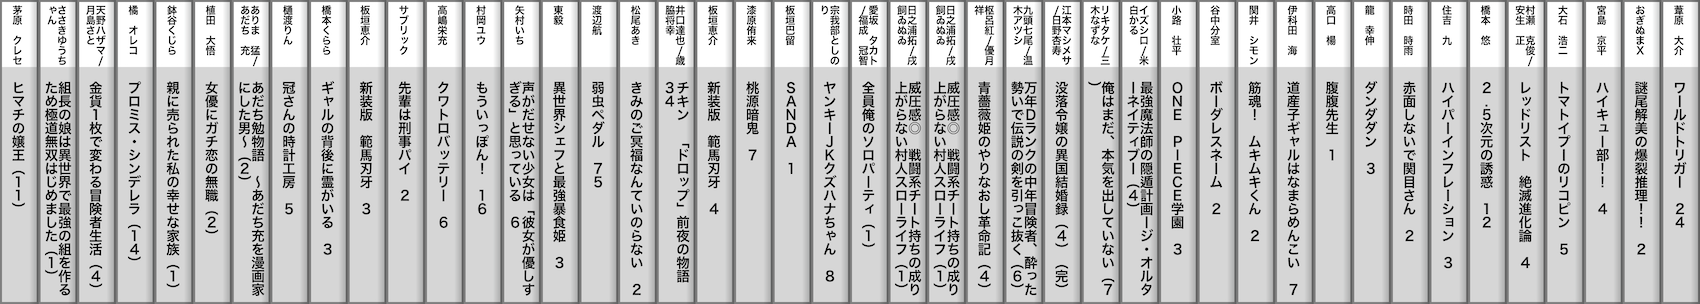 葦原 大介
ワールドトリガー 24
おぎぬまX
謎尾解美の爆裂推理！！ 2
宮島 京平
ハイキュー部！！ 4
大石 浩二
トマトイプーのリコピン 5
村瀬 克俊/
安生 正
レッドリスト 絶滅進化論 4
橋本 悠
2.5次元の誘惑 12
住吉 九
ハイパーインフレーション 3
時田 時雨
赤面しないで関目さん 2
龍 幸伸
ダンダダン 3
高口 楊
腹腹先生 1
伊科田 海
道産子ギャルはなまらめんこい 7
関井 シモン
筋魂！ ムキムキくん 2
谷中分室
ボーダレスネーム 2
小路 壮平
ONE PIECE学園 3
イズシロ/米
白かる
最強魔法師の隠遁計画－ジ・オルタ
ーネイティブ－（4）
リキタケ/三
木なずな
俺はまだ、本気を出していない（7
）
江本マシメサ
/日野杏寿
没落令嬢の異国結婚録（4）（完）
九頭七尾/温
木アツシ
万年Dランクの中年冒険者、酔った
勢いで伝説の剣を引っこ抜く（6）
枢呂紅/優月
祥
青薔薇姫のやりなおし革命記（4）
日之浦拓/戌
飼ゐぬゐ
威圧感◎ 戦闘系チート持ちの成り
上がらない村人スローライフ（1）
日之浦拓/戌
飼ゐぬゐ
威圧感◎ 戦闘系チート持ちの成り
上がらない村人スローライフ（1）
愛坂 タカト
/福成 冠智
全員俺のソロパーティ（1）
宗我部としの
り
ヤンキーJKクズハナちゃん 8
板垣巴留
SANDA 1
漆原侑来
桃源暗鬼 7
板垣恵介
新装版 範馬刃牙 4
井口達也/歳
脇将幸
チキン 「ドロップ」前夜の物語
34
松尾あき
きみのご冥福なんていのらない 2
渡辺航
弱虫ペダル 75
東毅
異世界シェフと最強暴食姫 3
矢村いち
声がだせない少女は「彼女が優しす
ぎる」と思っている 6
村岡ユウ
もういっぽん！ 16
高嶋栄充
クワトロバッテリー 6
サブリック
先輩は刑事パイ 2
板垣恵介
新装版 範馬刃牙 3
橋本くらら
ギャルの背後に霊がいる 3
樋渡りん
冠さんの時計工房 5
ありま 猛/
あだち 充
あだち勉物語 ～あだち充を漫画家
にした男～（2）
植田 大悟
女優にガチ恋の無職（2）
鉢谷くじら
親に売られた私の幸せな家族（1）
橘 オレコ
プロミス・シンデレラ（14）
天野ハザマ/
月島さと
金貨1枚で変わる冒険者生活（4）
ささきゆうち
ゃん
組長の娘は異世界で最強の組を作る
ため極道無双はじめました（1）
茅原 クレセ
ヒマチの嬢王（11）